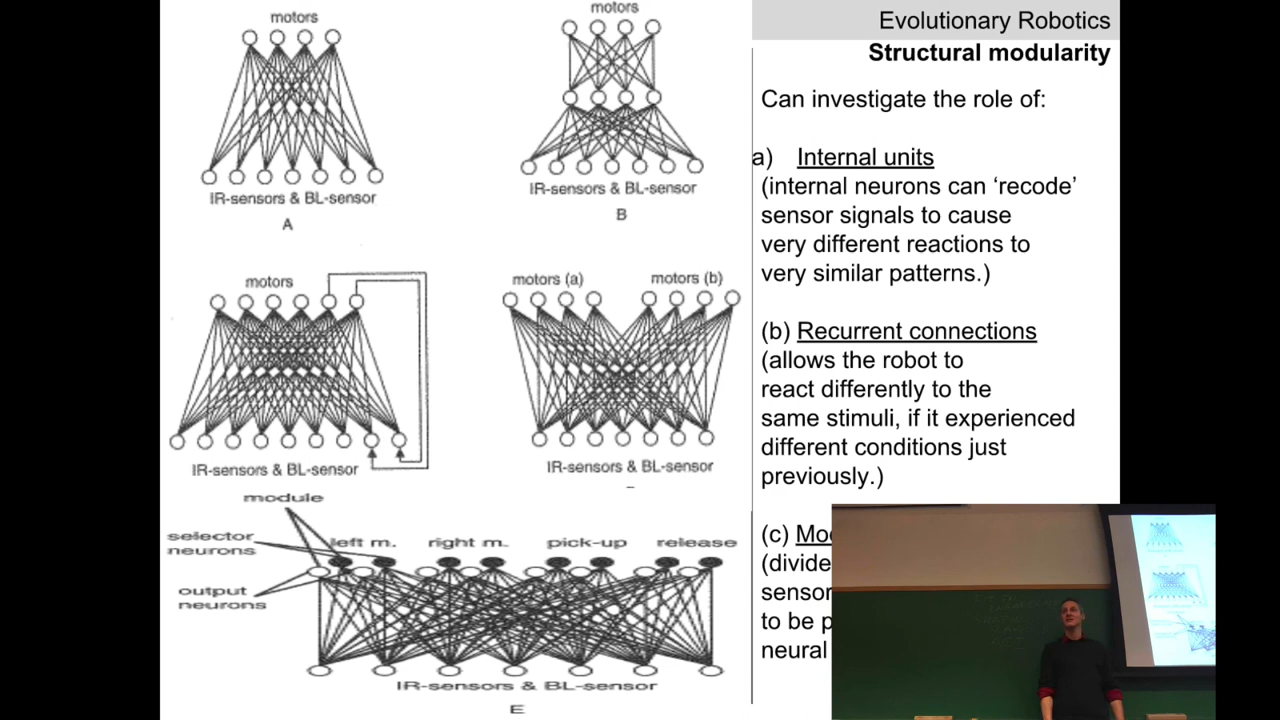 motors
IR-sensors & BL-sensor
A
motors
IR-sensors & BL-sensor
B
motors
IR-sensors & BL-sensor
motors (a)
motors (b)
IR-sensors & BL-sensor
module
selector
neurons
output
neurons
left m.
right m.
pick-up
release
IR-sensors & BL-sensor
E
Evolutionary Robotics
Structural modularity
Can investigate the role of:
a) Internal units
(internal neurons can ‘recode’
sensor signals to cause
very different reactions to
very similar patterns.)
(b) Recurrent connections
(allows the robot to
react differently to the
same stimuli, if it experienced
different conditions just
previously.)
(c)
(divide
sensor
to be
neural